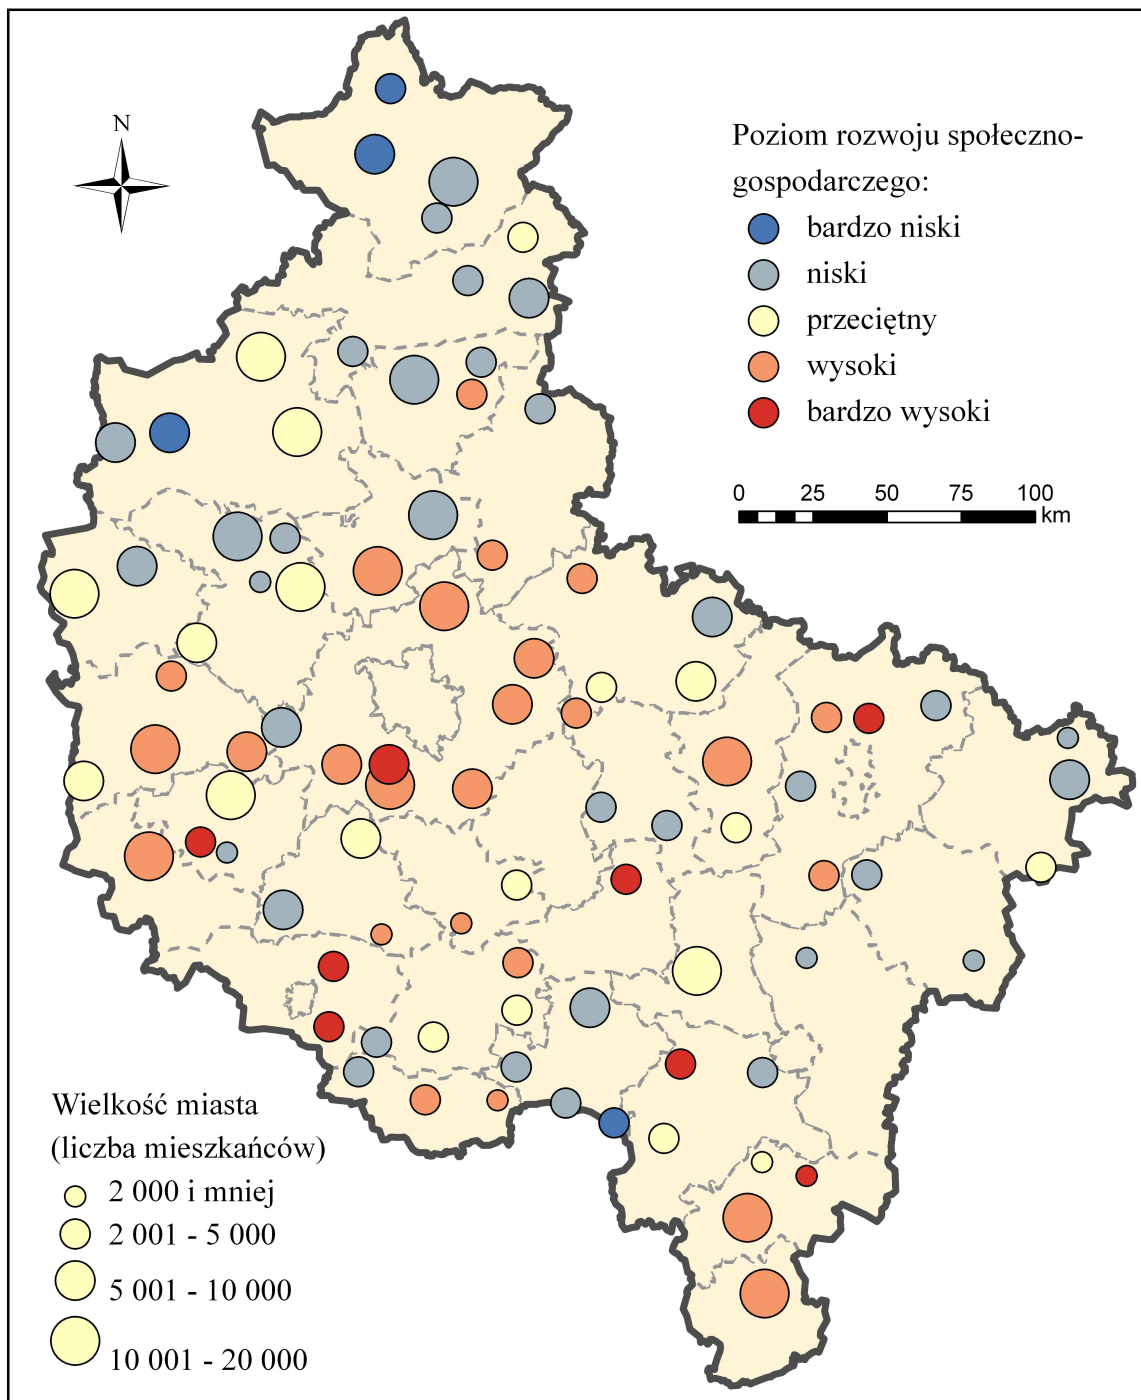 N
Poziom rozwoju społeczno-
gospodarczego:
bardzo niski
niski
przeciętny
wysoki
bardzo wysoki
0 25 50 75 100
km
Wielkość miasta
(liczba mieszkańców)
2 000 i mniej
2 001 - 5 000
5 001 - 10 000
10 001 - 20 000